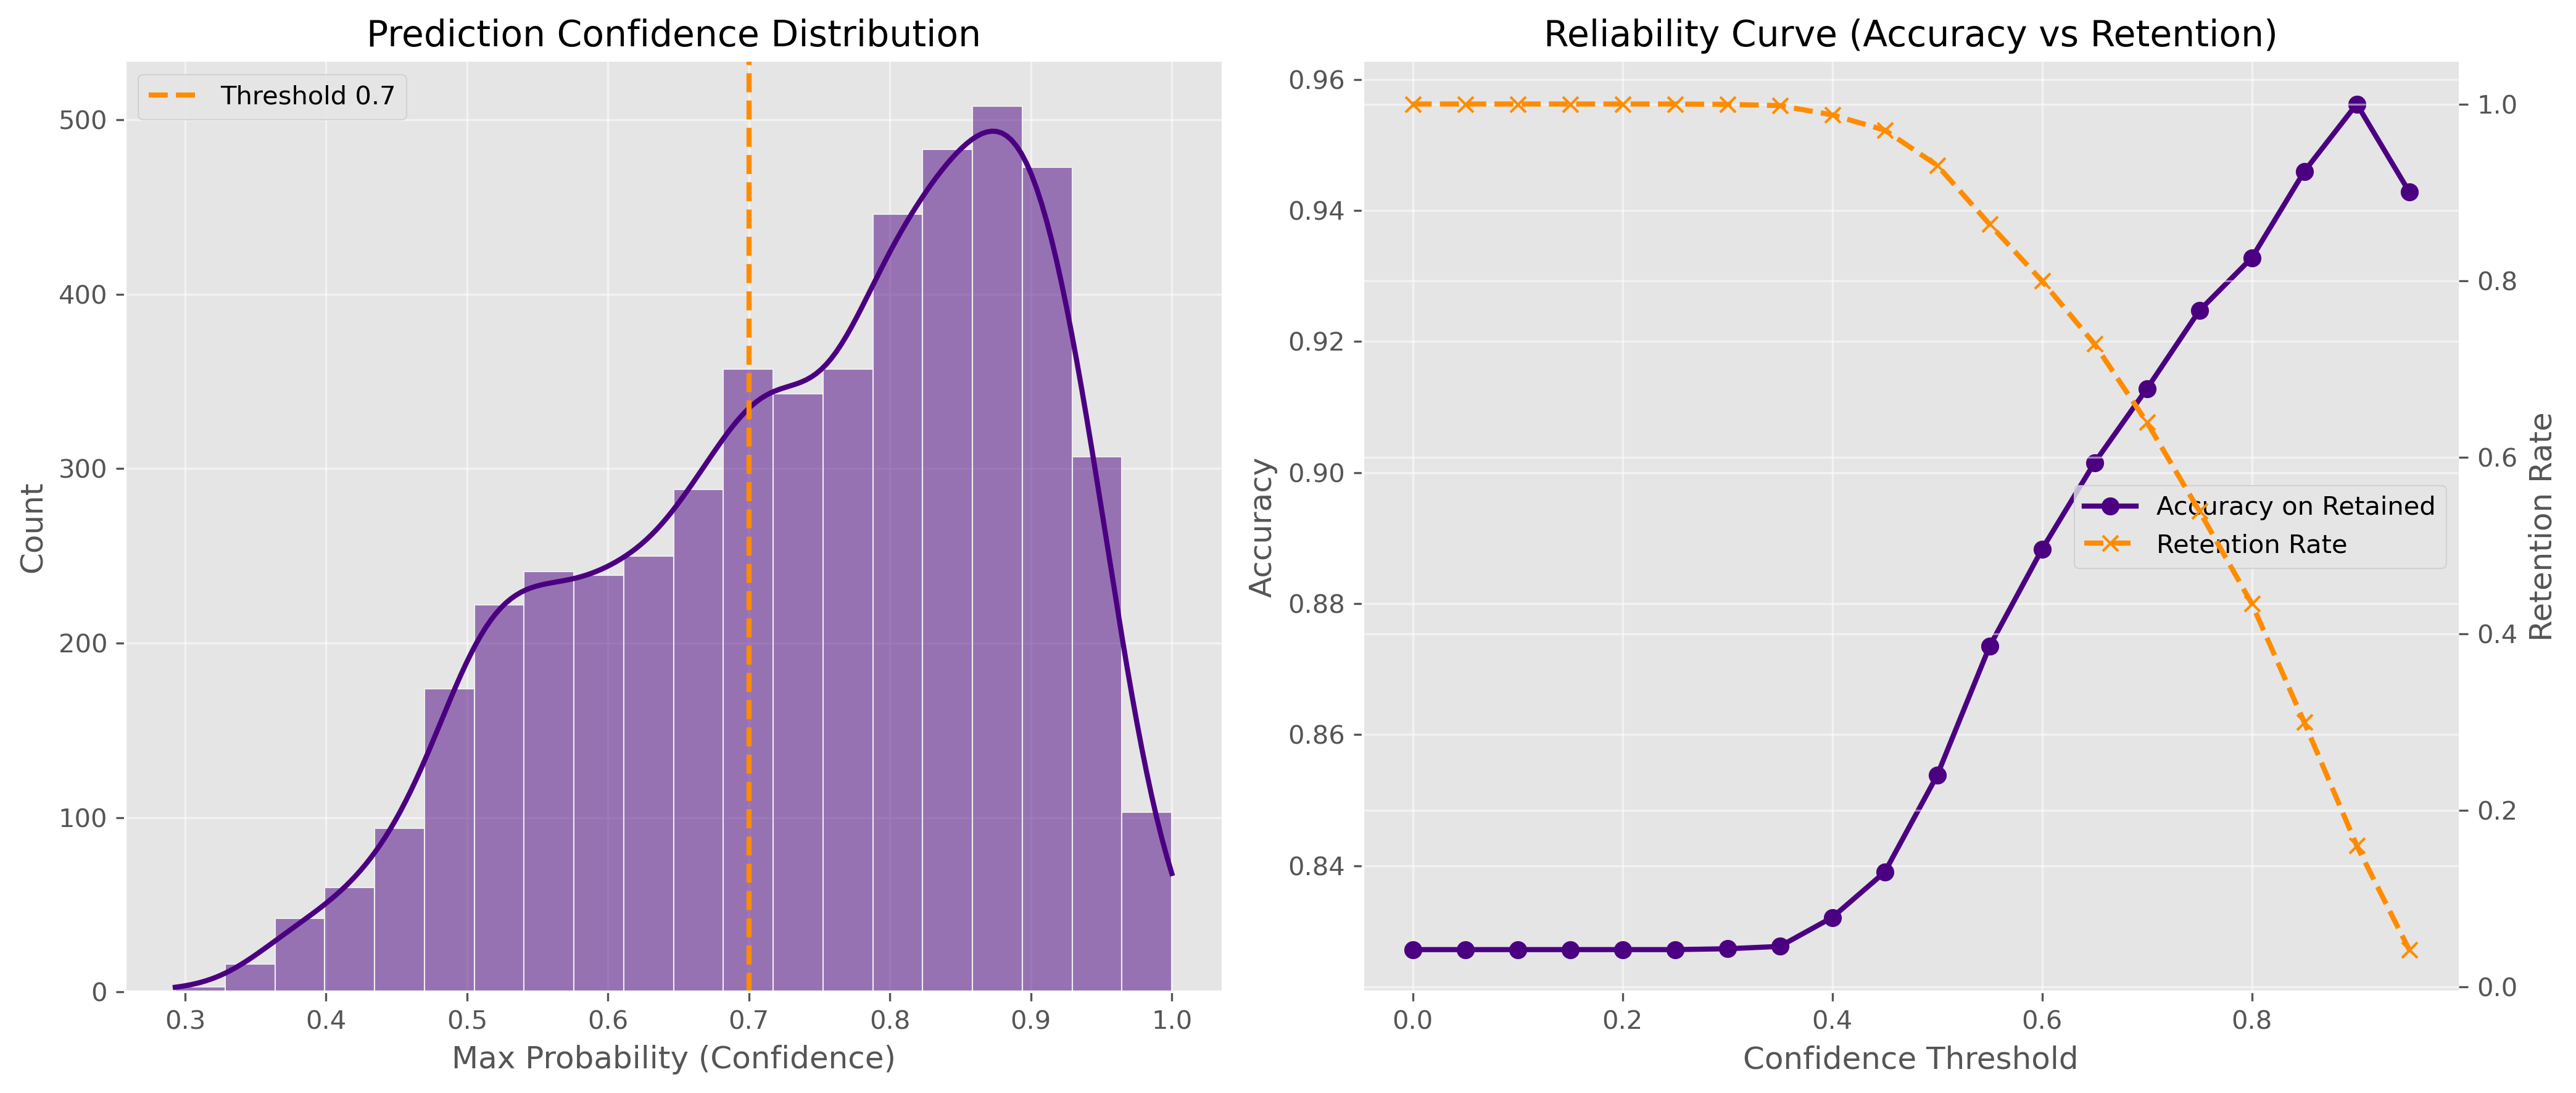 Prediction Confidence Distribution
Threshold 0.7
Count
500
400
300
200
100
0
0.3 0.4 0.5 0.6 0.7 0.8 0.9 1.0
Max Probability (Confidence)
Reliability Curve (Accuracy vs Retention)
Accuracy
0.96
0.94
0.92
0.90
0.88
0.86
0.84
Accuracy on Retained
Retention Rate
1.0
0.8
0.6
0.4
0.2
0.0
Retention Rate
0.0 0.2 0.4 0.6 0.8
Confidence Threshold